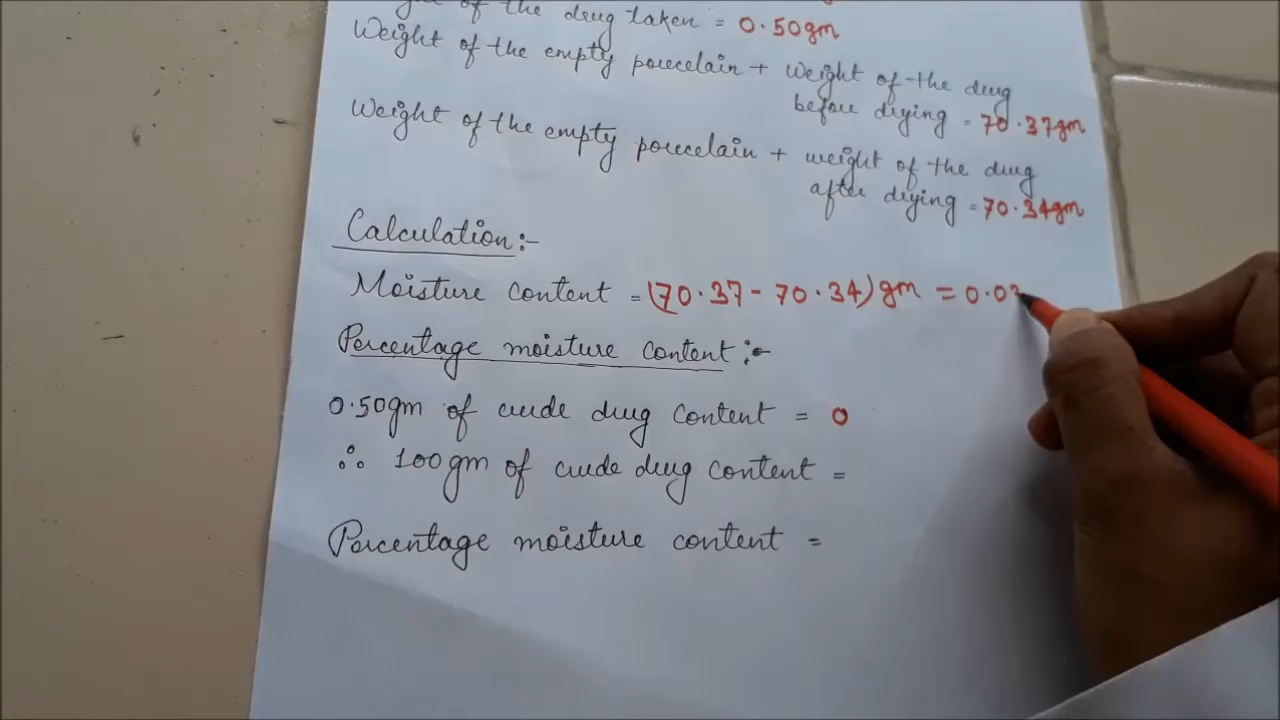 of the drug taken = 0.50gm
Weight of the empty porcelain + weight of the drug
before drying = 70.37gm
Weight of the empty porcelain + weight of the drug
after drying = 70.34gm
Calculation:-
Moisture content = (70.37 - 70.34) gm = 0.03
Percentage moisture content :-
0.50gm of crude drug content = 0
∴ 100gm of crude drug content =
Percentage moisture content =